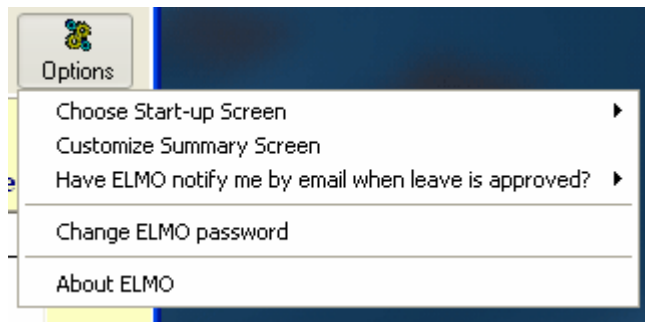 Options
Choose Start-up Screen
Customize Summary Screen
Have ELMO notify me by email when leave is approved?
Change ELMO password
About ELMO